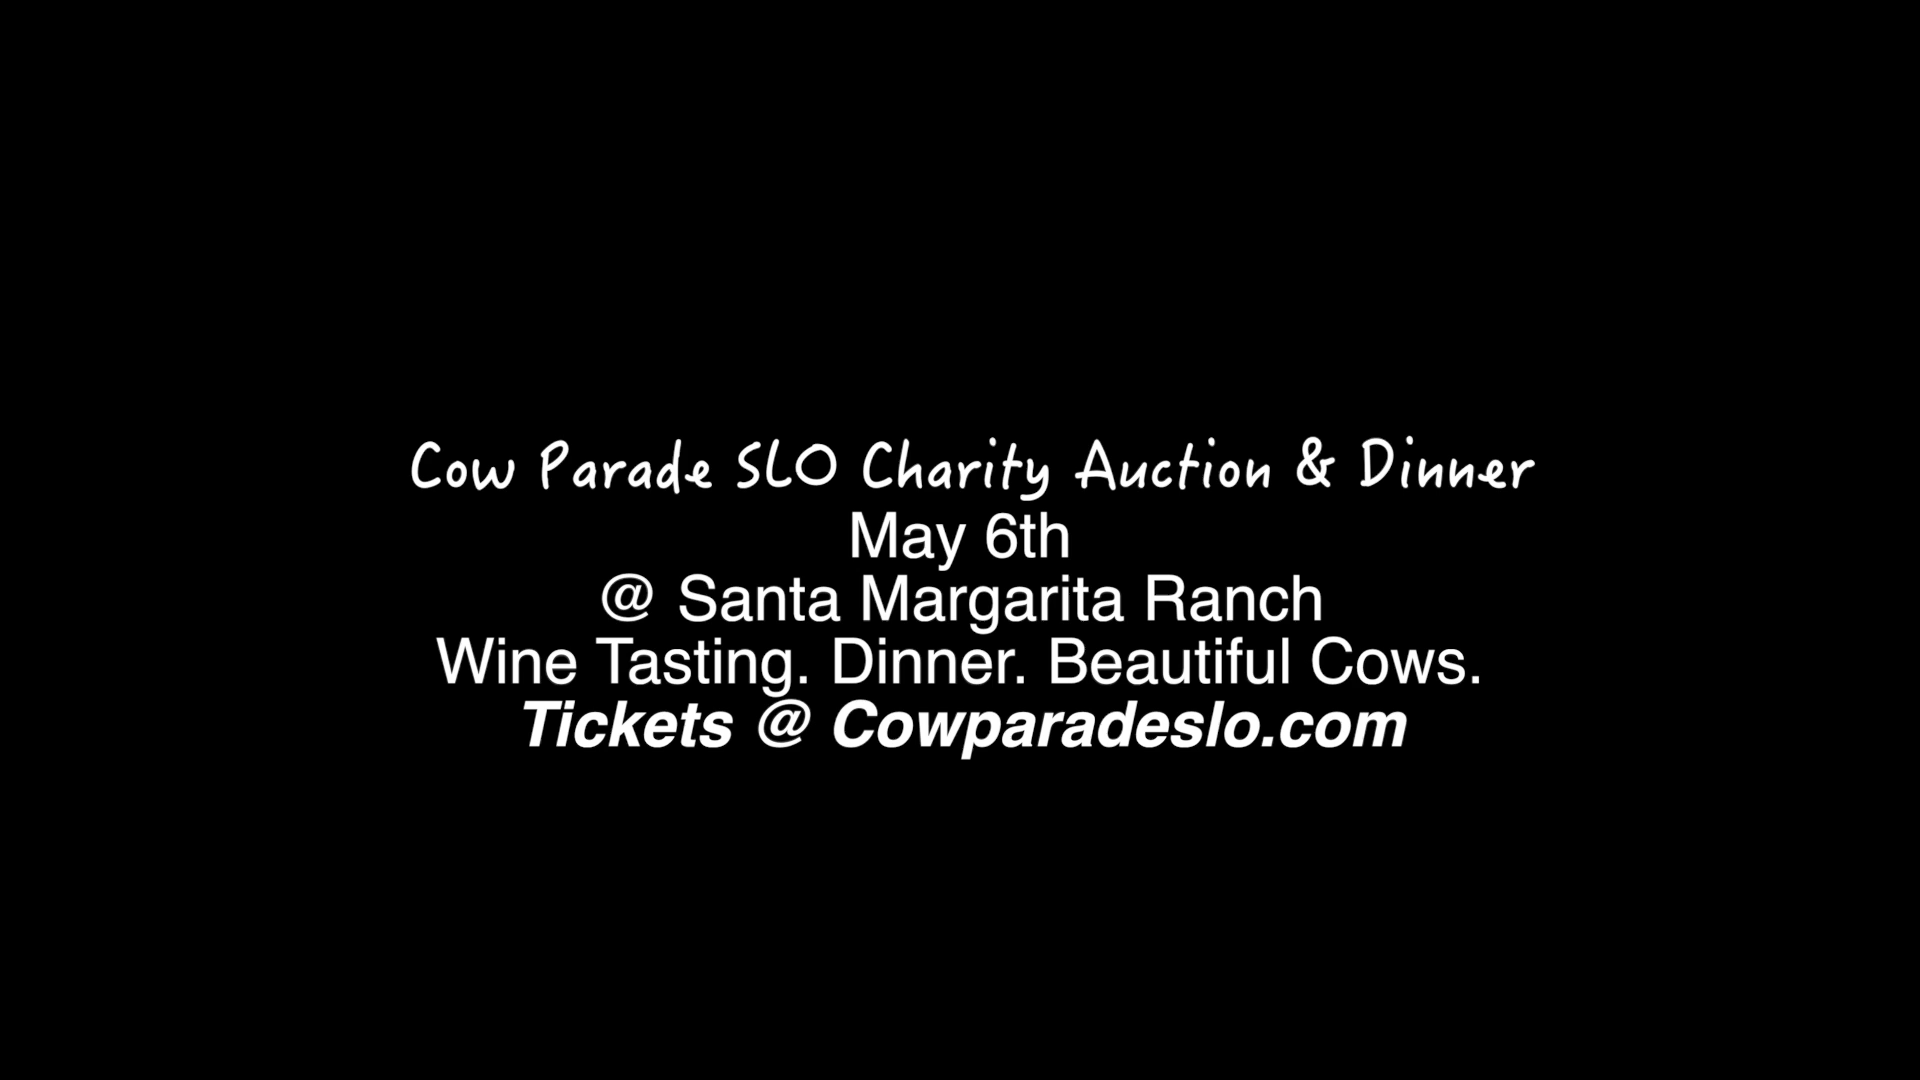 Cow Parade SLO Charity Auction & Dinner
May 6th
@ Santa Margarita Ranch
Wine Tasting. Dinner. Beautiful Cows.
Tickets @ Cowparadeslo.com